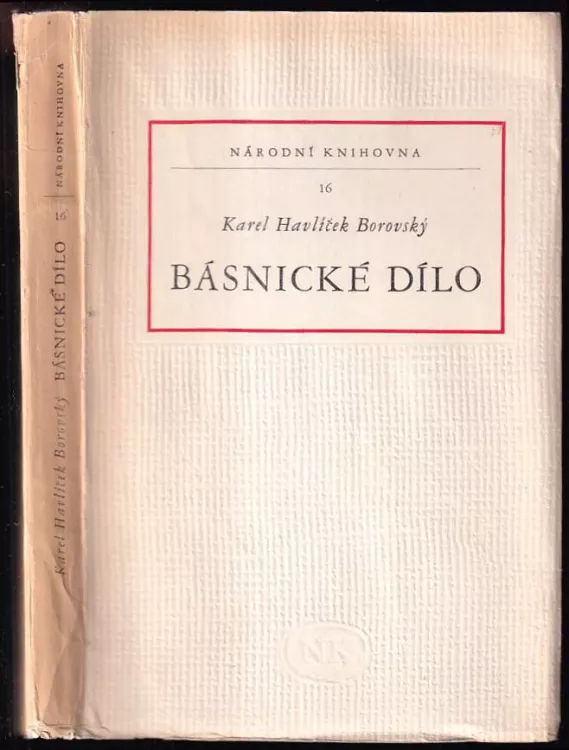 NÁRODNÍ KNIHOVNA
16
Karel Havlíček Borovský
BÁSNICKÉ DÍLO
NK
Karel Havlíček Borovský BÁSNICKÉ DÍLO 16 NÁRODNÍ KNIHOVNA